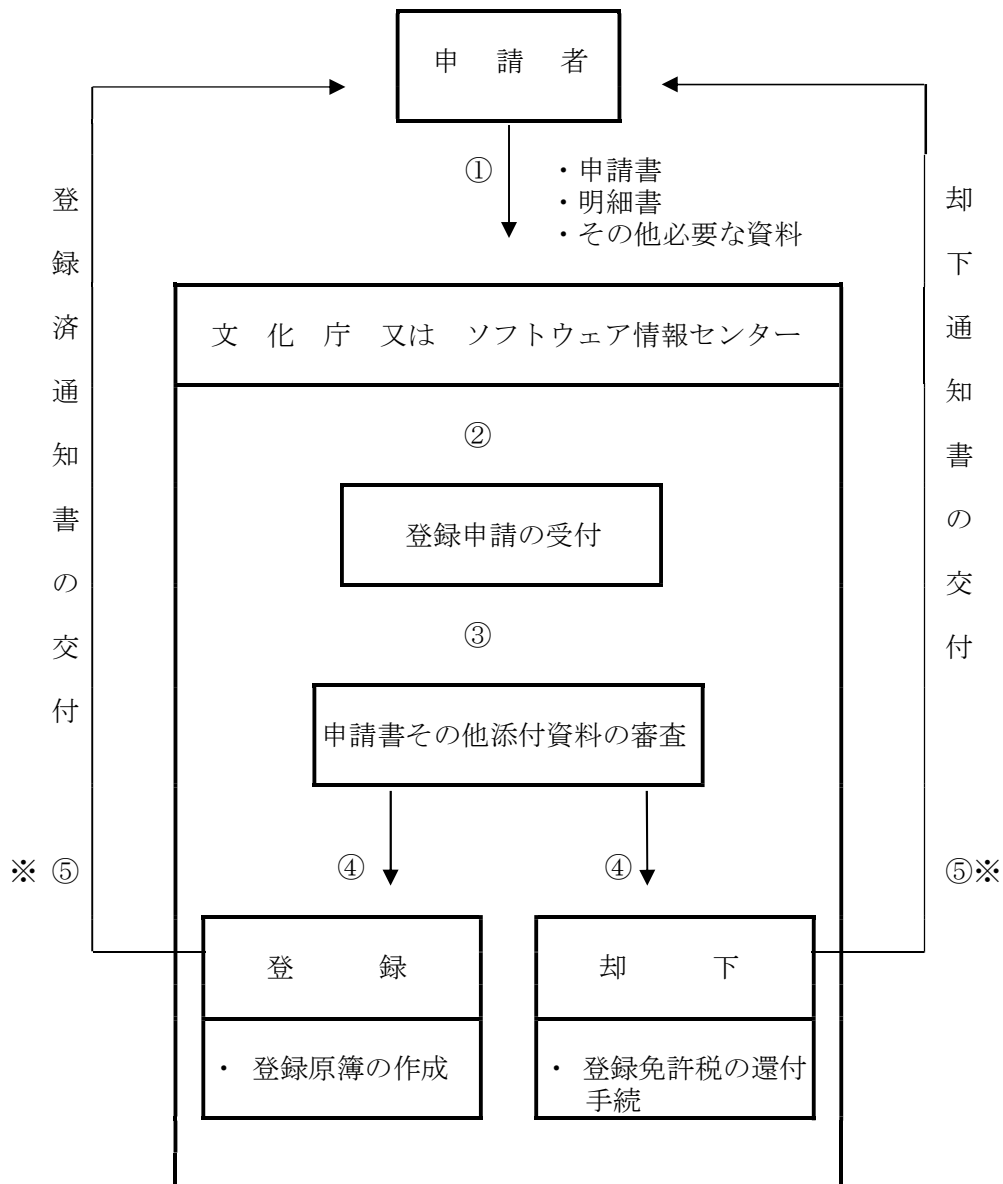 申 請 者
①
・申請書
・明細書
・その他必要な資料
登録済通知書の交付
却下通知書の交付
文 化 庁 又は ソフトウェア情報センター
②
登録申請の受付
③
申請書その他添付資料の審査
※ ⑤
④
④
⑤※
登 録
却 下
・ 登録原簿の作成
・ 登録免許税の還付
手続